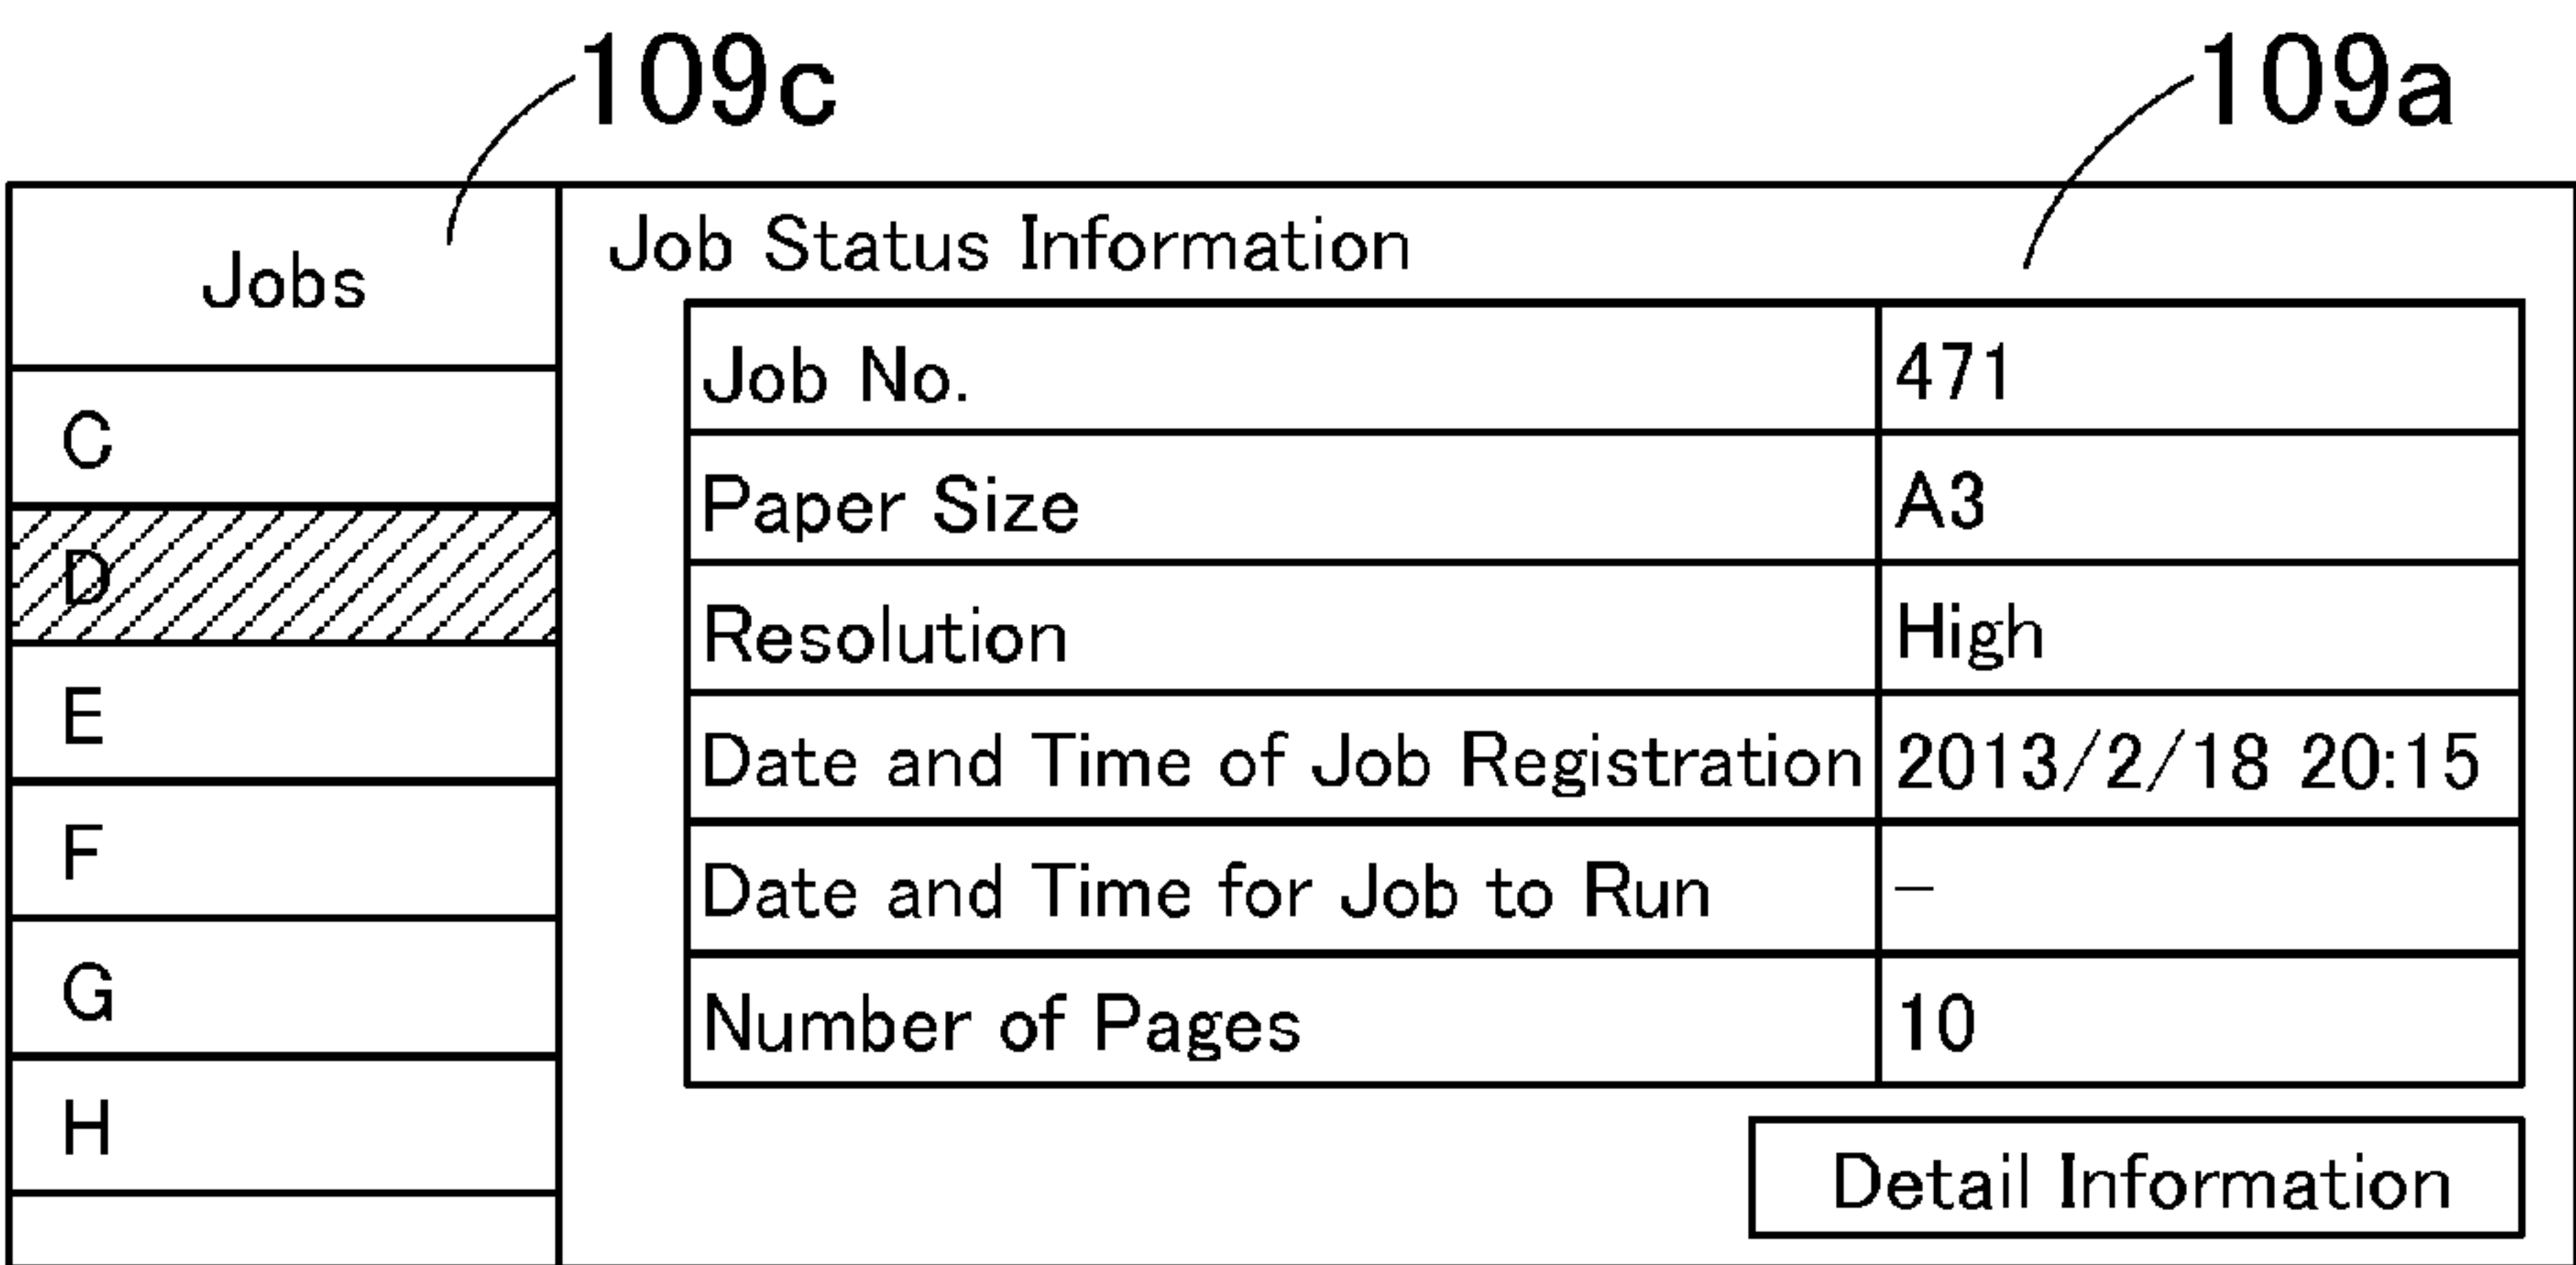 109c
109a
Jobs
C
D
E
F
G
H
Job Status Information
Job No. 471
Paper Size A3
Resolution High
Date and Time of Job Registration 2013/2/18 20:15
Date and Time for Job to Run –
Number of Pages 10
Detail Information